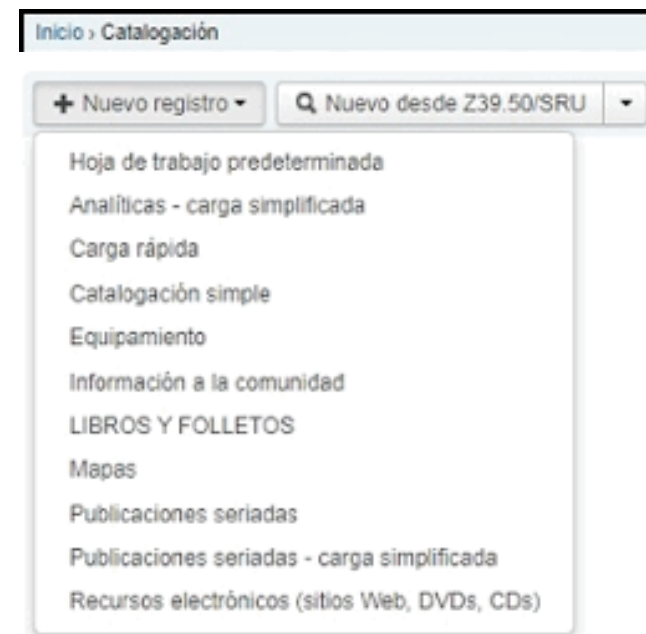 Inicio › Catalogación
+ Nuevo registro Nuevo desde Z39.50/SRU
Hoja de trabajo predeterminada
Analíticas - carga simplificada
Carga rápida
Catalogación simple
Equipamiento
Información a la comunidad
LIBROS Y FOLLETOS
Mapas
Publicaciones seriadas
Publicaciones seriadas - carga simplificada
Recursos electrónicos (sitios Web, DVDs, CDs)